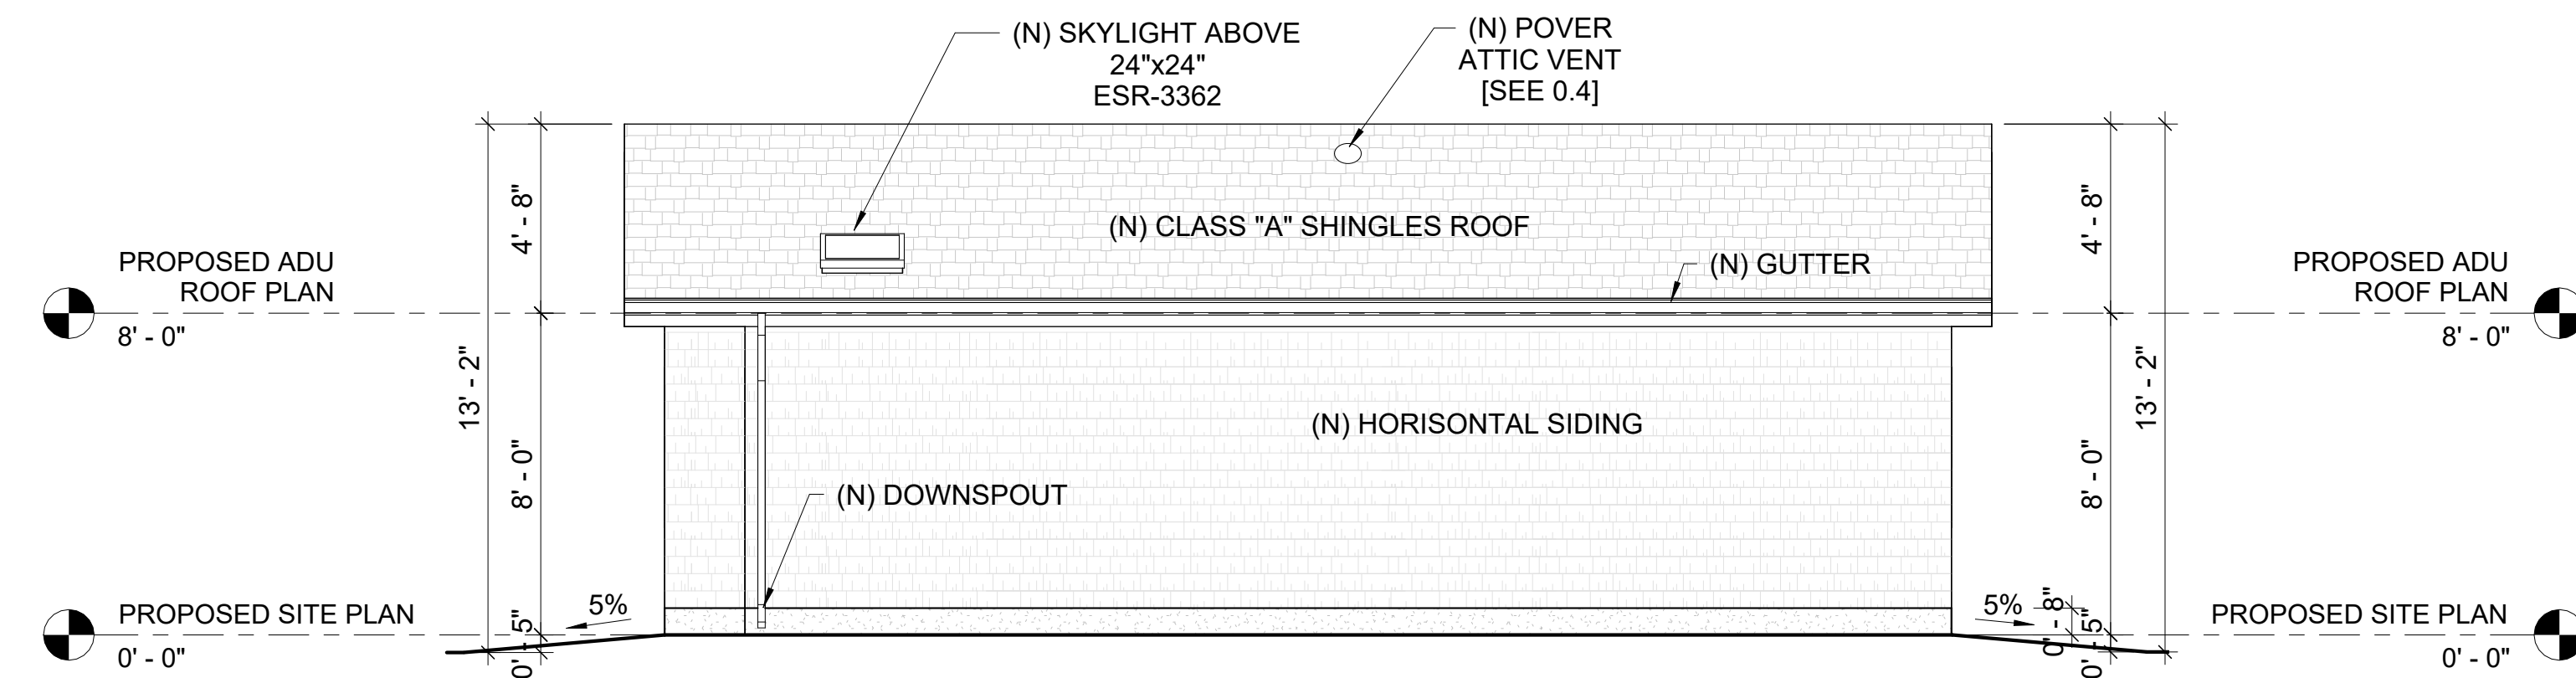 (N) SKYLIGHT ABOVE
24"x24"
ESR-3362
(N) POVER
ATTIC VENT
[SEE 0.4]
4' - 8"
4' - 8"
(N) CLASS "A" SHINGLES ROOF
(N) GUTTER
PROPOSED ADU
ROOF PLAN
8' - 0"
PROPOSED ADU
ROOF PLAN
8' - 0"
13' - 2"
13' - 2"
(N) HORISONTAL SIDING
8' - 0"
8' - 0"
(N) DOWNSPOUT
5%
5%
0' - 8"
PROPOSED SITE PLAN
0' - 0"
0' - 5"
0' - 5"
PROPOSED SITE PLAN
0' - 0"